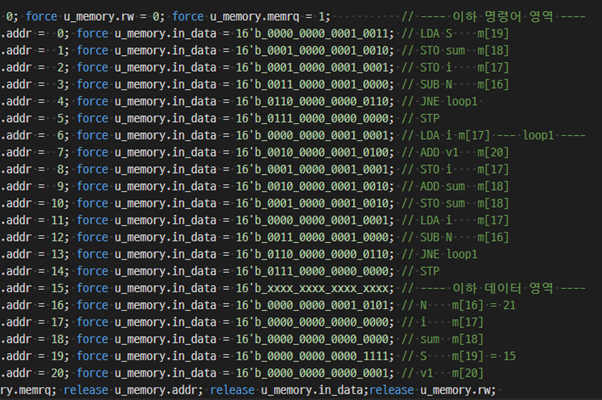 0; force u_memory.rw = 0; force u_memory.memrq = 1; // ---- 이하 명령어 영역 ----
.addr = 0; force u_memory.in_data = 16'b_0000_0000_0001_0011; // LDA S m[19]
.addr = 1; force u_memory.in_data = 16'b_0001_0000_0001_0010; // STO sum m[18]
.addr = 2; force u_memory.in_data = 16'b_0001_0000_0001_0001; // STO i m[17]
.addr = 3; force u_memory.in_data = 16'b_0011_0000_0001_0000; // SUB N m[16]
.addr = 4; force u_memory.in_data = 16'b_0110_0000_0000_0110; // JNE loop1
.addr = 5; force u_memory.in_data = 16'b_0111_0000_0000_0000; // STP
.addr = 6; force u_memory.in_data = 16'b_0000_0000_0001_0001; // LDA i m[17] --- loop1 ----
.addr = 7; force u_memory.in_data = 16'b_0010_0000_0001_0100; // ADD v1 m[20]
.addr = 8; force u_memory.in_data = 16'b_0001_0000_0001_0001; // STO i m[17]
.addr = 9; force u_memory.in_data = 16'b_0010_0000_0001_0010; // ADD sum m[18]
.addr = 10; force u_memory.in_data = 16'b_0001_0000_0001_0010; // STO sum m[18]
.addr = 11; force u_memory.in_data = 16'b_0000_0000_0001_0001; // LDA i m[17]
.addr = 12; force u_memory.in_data = 16'b_0011_0000_0001_0000; // SUB N m[16]
.addr = 13; force u_memory.in_data = 16'b_0110_0000_0000_0110; // JNE loop1
.addr = 14; force u_memory.in_data = 16'b_0111_0000_0000_0000; // STP
.addr = 15; force u_memory.in_data = 16'b_xxxx_xxxx_xxxx_xxxx; // ---- 이하 데이터 영역 ----
.addr = 16; force u_memory.in_data = 16'b_0000_0000_0001_0101; // N m[16] = 21
.addr = 17; force u_memory.in_data = 16'b_0000_0000_0000_0000; // i m[17]
.addr = 18; force u_memory.in_data = 16'b_0000_0000_0000_0000; // sum m[18]
.addr = 19; force u_memory.in_data = 16'b_0000_0000_0000_1111; // S m[19] = 15
.addr = 20; force u_memory.in_data = 16'b_0000_0000_0000_0001; // v1 m[20]
ry.memrq; release u_memory.addr; release u_memory.in_data;release u_memory.rw;